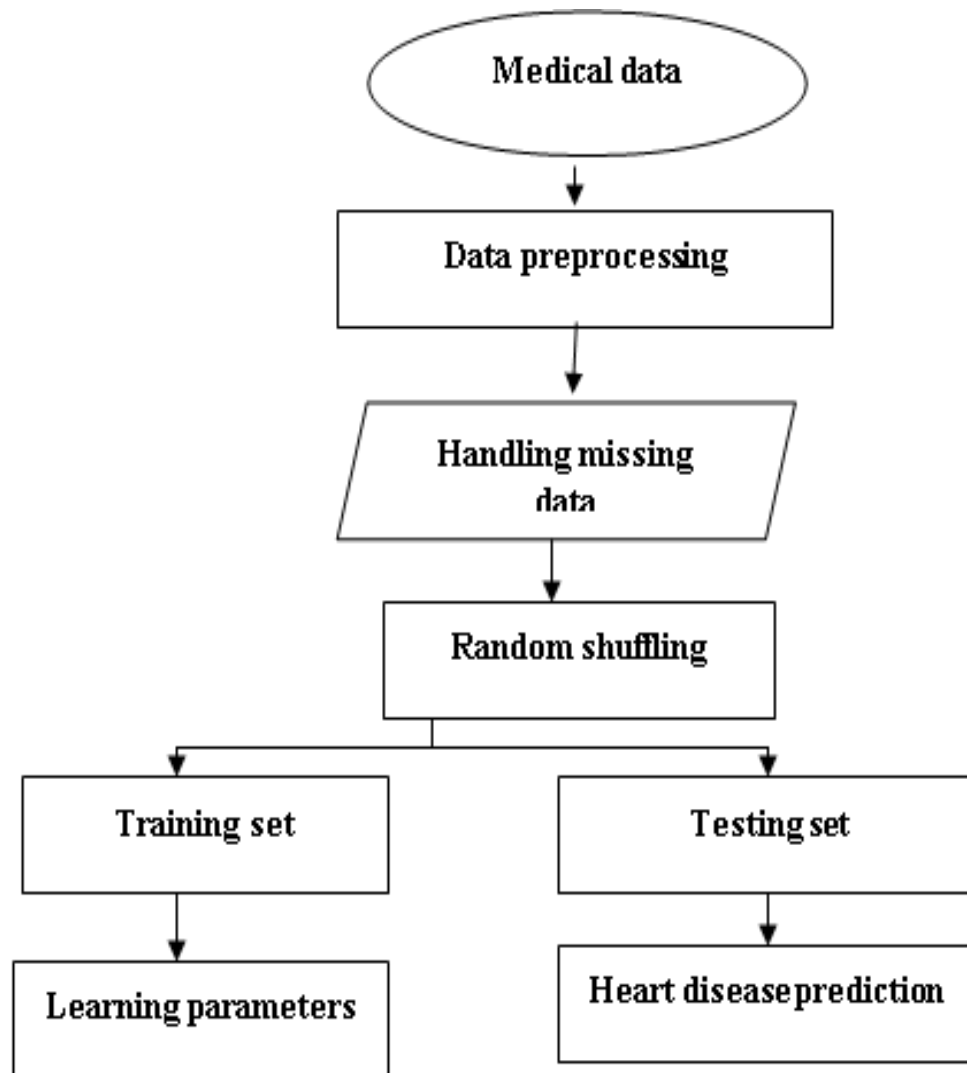 Medical data
Data preprocessing
Handling missing
data
Random shuffling
Training set
Testing set
Learning parameters
Heart disease prediction